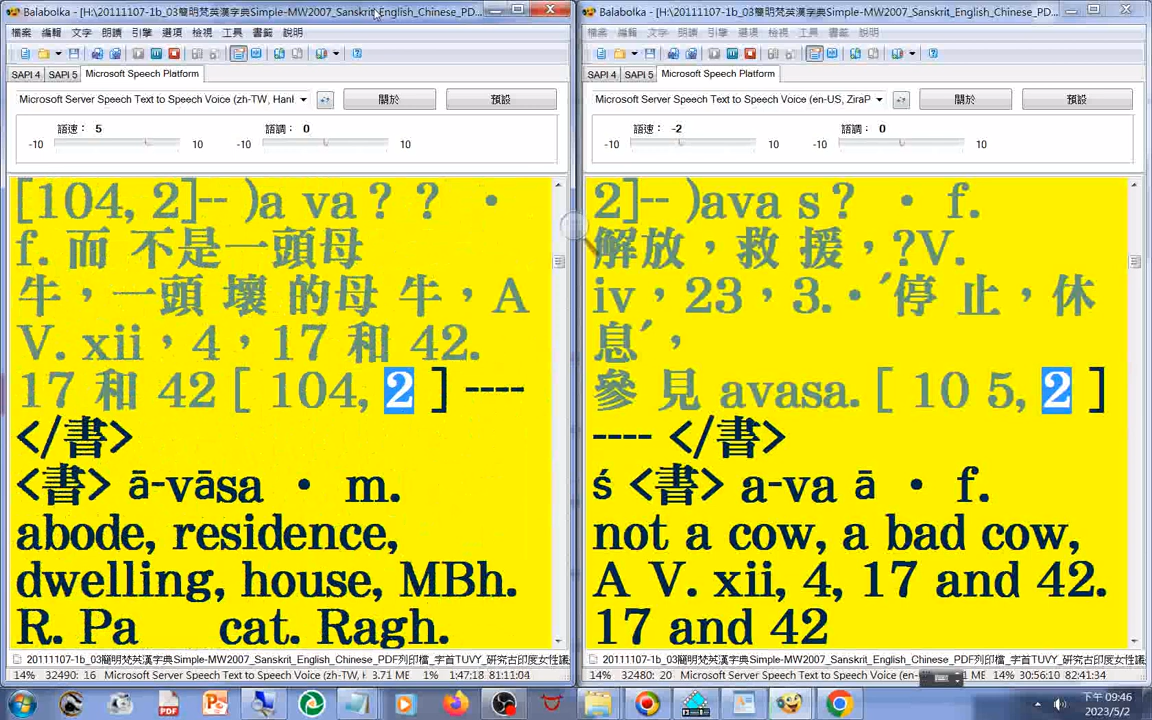 Balabolka - [H:\20111107-1b_03簡明梵英漢字典Simple-MW2007_Sanskrit_English_Chinese_PD...
檔案 編輯 文字 朗讀 引擎 選項 檢視 工具 書籤 說明
SAPI 4 SAPI 5 Microsoft Speech Platform
Microsoft Server Speech Text to Speech Voice (zh-TW, HanI 關於 預設
語速： 5 語調： 0
-10 10 -10 10
[104, 2]-- )a va？？ •
f. 而 不是一頭母
牛，一頭 壞 的母 牛，A
V. xii，4，17 和 42.
17 和 42 [ 104, 2 ] ----
</書>
<書> ā-vāsa • m.
abode, residence,
dwelling, house, MBh.
R. Pa cat. Ragh.
20111107-1b_03簡明梵英漢字典Simple-MW2007_Sanskrit_English_Chinese_PDF列印檔_字首TUVY_研究古印度女性議
14% 32490: 16 Microsoft Server Speech Text to Speech Voice (zh-TW, H 3.71 MB 1% 1:47:18 81:11:04
Balabolka - [H:\20111107-1b_03簡明梵英漢字典Simple-MW2007_Sanskrit_English_Chinese_PD...
檔案 編輯 文字 朗讀 引擎 選項 檢視 工具 書籤 說明
SAPI 4 SAPI 5 Microsoft Speech Platform
Microsoft Server Speech Text to Speech Voice (en-US, ZiraP 關於 預設
語速： -2 語調： 0
-10 10 -10 10
2]-- )ava s？ • f.
解放，救 援，?V.
iv，23，3.•ˊ停 止，休
息ˊ，
參 見 avasa. [ 10 5, 2 ]
---- </書>
ś <書> a-va ā • f.
not a cow, a bad cow,
A V. xii, 4, 17 and 42.
17 and 42
20111107-1b_03簡明梵英漢字典Simple-MW2007_Sanskrit_English_Chinese_PDF列印檔_字首TUVY_研究古印度女性議
14% 32480: 20 Microsoft Server Speech Text to Speech Voice (en-U 1 MB 14% 30:56:10 82:41:34
下午 09:46
2023/5/2